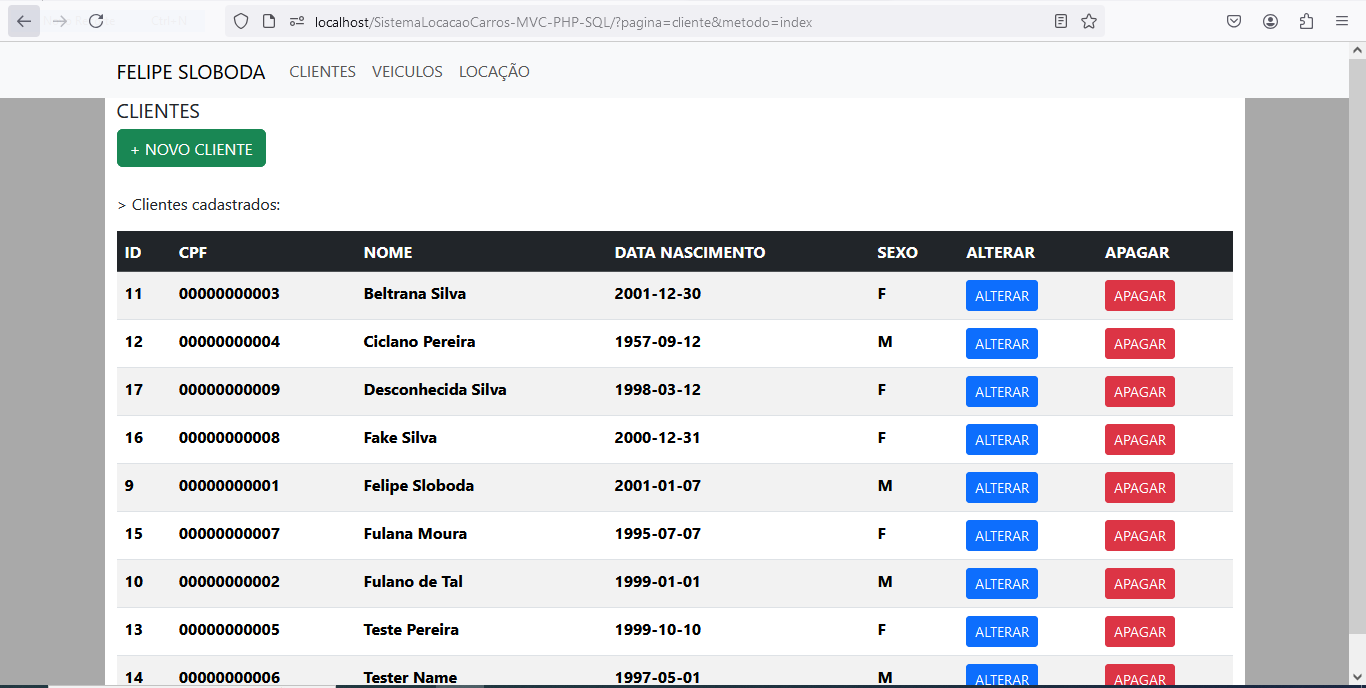 localhost/SistemaLocacaoCarros-MVC-PHP-SQL/?pagina=cliente&metodo=index
FELIPE SLOBODA CLIENTES VEICULOS LOCAÇÃO
CLIENTES
+ NOVO CLIENTE
> Clientes cadastrados:
ID CPF NOME DATA NASCIMENTO SEXO ALTERAR APAGAR
11 00000000003 Beltrana Silva 2001-12-30 F ALTERAR APAGAR
12 00000000004 Ciclano Pereira 1957-09-12 M ALTERAR APAGAR
17 00000000009 Desconhecida Silva 1998-03-12 F ALTERAR APAGAR
16 00000000008 Fake Silva 2000-12-31 F ALTERAR APAGAR
9 00000000001 Felipe Sloboda 2001-01-07 M ALTERAR APAGAR
15 00000000007 Fulana Moura 1995-07-07 F ALTERAR APAGAR
10 00000000002 Fulano de Tal 1999-01-01 M ALTERAR APAGAR
13 00000000005 Teste Pereira 1999-10-10 F ALTERAR APAGAR
14 00000000006 Tester Name 1997-05-01 M ALTERAR APAGAR